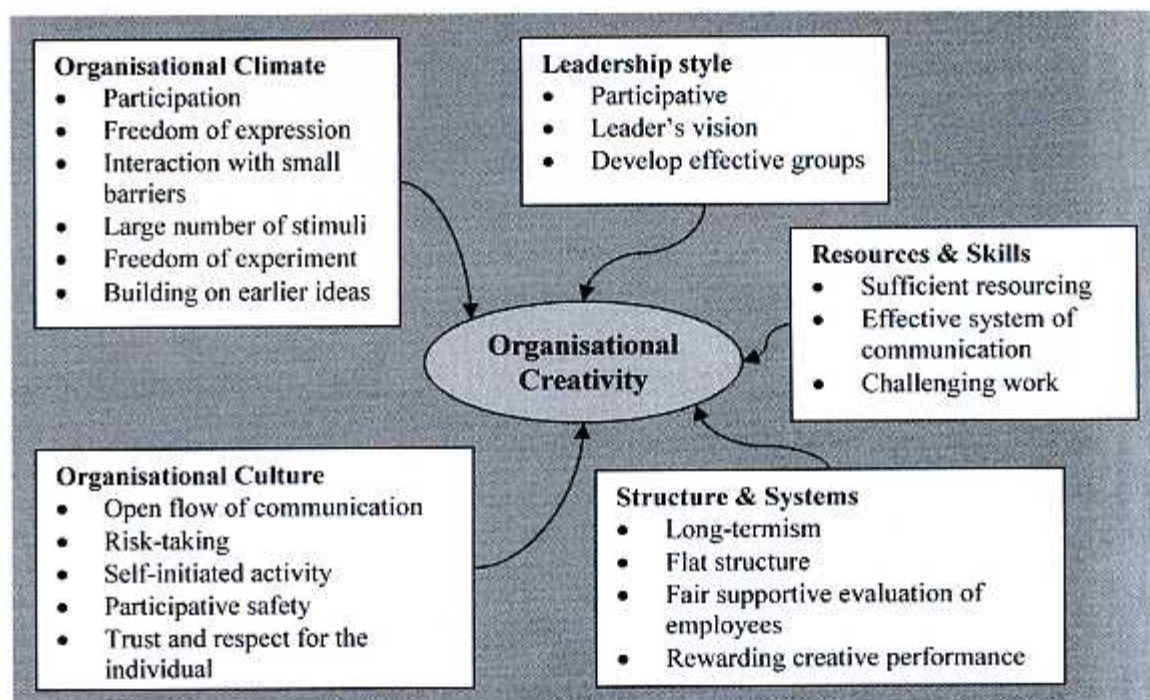 Organisational Climate
• Participation
• Freedom of expression
• Interaction with small
barriers
• Large number of stimuli
• Freedom of experiment
• Building on earlier ideas
Leadership style
• Participative
• Leader's vision
• Develop effective groups
Resources & Skills
• Sufficient resourcing
• Effective system of
communication
• Challenging work
Organisational
Creativity
Organisational Culture
• Open flow of communication
• Risk-taking
• Self-initiated activity
• Participative safety
• Trust and respect for the
individual
Structure & Systems
• Long-termism
• Flat structure
• Fair supportive evaluation of
employees
• Rewarding creative performance